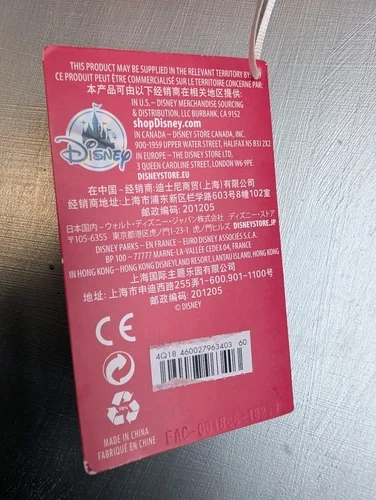 THIS PRODUCT MAY BE SUPPLIED IN THE RELEVANT TERRITORY BY:
CE PRODUIT PEUT ÊTRE COMMERCIALISÉ SUR LE TERRITOIRE CONCERNÉ PAR:
本产品可由以下经销商在相关地区提供:
IN U.S.– DISNEY MERCHANDISE SOURCING
& DISTRIBUTION, LLC BURBANK, CA 91521
shopDisney.com
IN CANADA – DISNEY STORE CANADA, INC.
900-1959 UPPER WATER STREET, HALIFAX NS B3J 2X2
IN EUROPE – THE DISNEY STORE LTD,
3 QUEEN CAROLINE STREET, LONDON W6 9PE.
DISNEYSTORE.EU
DISNEY
在中国 - 经销商: 迪士尼商贸(上海)有限公司
经销商地址: 上海市浦东新区栏学路603号8幢102室
邮政编码: 201205
日本国内–ウォルト・ディズニー・ジャパン株式会社 ディズニー・ストア
〒105-6355 東京都港区虎ノ門1-23-1 虎ノ門ヒルズ DISNEYSTORE.JP
DISNEY PARKS – EN FRANCE – EURO DISNEY ASSOCIÉS S.C.A.
BP 100 – 77777 MARNE-LA-VALLÉE CEDEX 04, FRANCE
IN HONG KONG – HONG KONG DISNEYLAND RESORT, LANTAU ISLAND, HONG KONG
上海国际主题乐园有限公司
地址: 上海市申迪西路255弄1-600,901-1100号
邮政编码: 201205
© DISNEY
CE
4Q18 460027963403 60
MADE IN CHINA
FABRIQUÉ EN CHINE